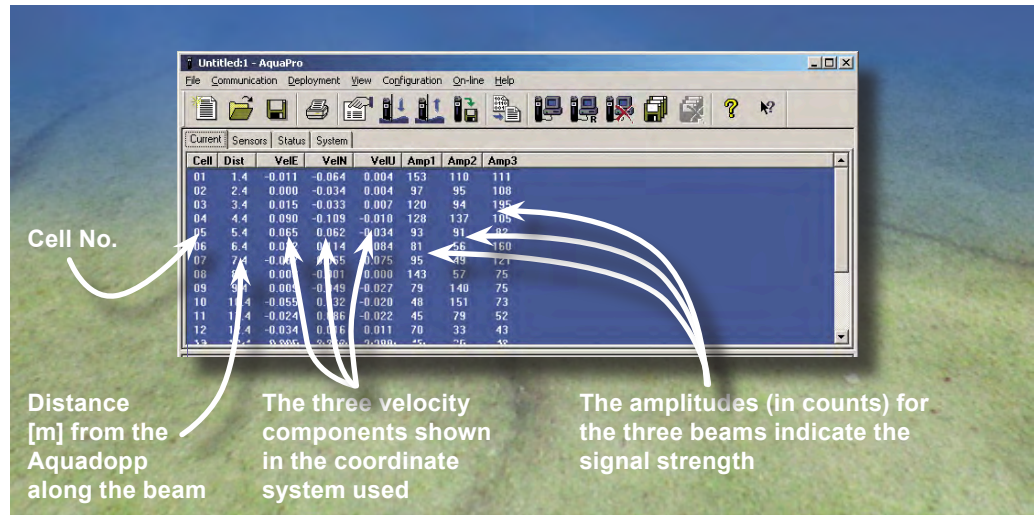 Untitled:1 - AquaPro
File Communication Deployment View Configuration On-line Help
R
Current Sensors Status System
Cell Dist VelE VelN VelU Amp1 Amp2 Amp3
01 1.4 -0.011 -0.064 0.004 153 110 111
02 2.4 0.000 -0.034 0.004 97 95 108
03 3.4 0.015 -0.033 0.007 120 94 195
04 4.4 0.090 -0.109 -0.010 128 137 105
05 5.4 0.065 0.062 -0.034 93 91 82
06 6.4 81 56 160
07 95 49 121
08 0.000 143 57 75
09 -0.027 79 140 75
10 -0.055 -0.020 48 151 73
11 -0.024 -0.022 45 79 52
12 -0.034 0.011 70 33 43
Cell No.
Distance
[m] from the
Aquadopp
along the beam
The three velocity
components shown
in the coordinate
system used
The amplitudes (in counts) for
the three beams indicate the
signal strength